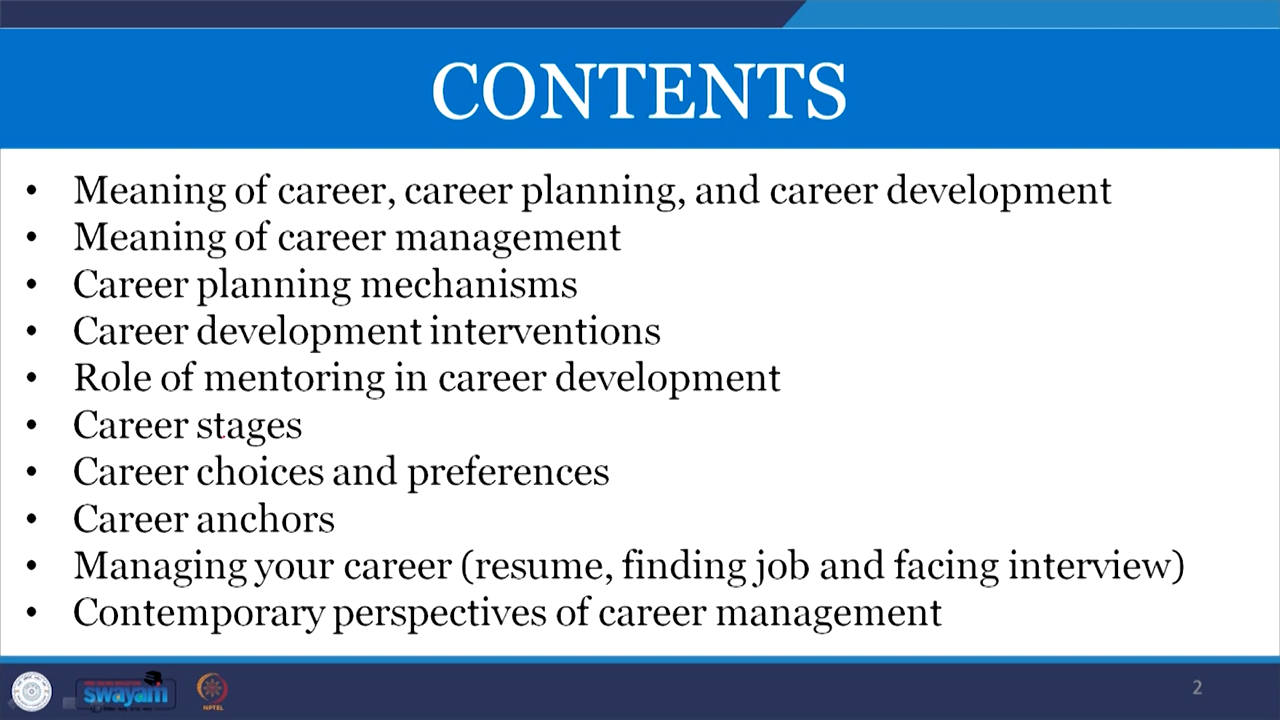 CONTENTS
• Meaning of career, career planning, and career development
• Meaning of career management
• Career planning mechanisms
• Career development interventions
• Role of mentoring in career development
• Career stages
• Career choices and preferences
• Career anchors
• Managing your career (resume, finding job and facing interview)
• Contemporary perspectives of career management
swayam
NPTEL
2